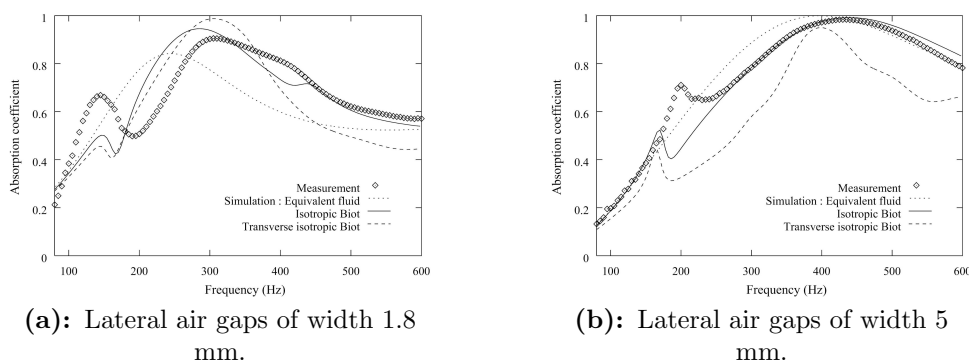 1
0.8
0.6
0.4
0.2
0
Absorption coefficient
Measurement
Simulation : Equivalent fluid
Isotropic Biot
Transverse isotropic Biot
100 200 300 400 500 600
Frequency (Hz)
(a): Lateral air gaps of width 1.8
mm.
1
0.8
0.6
0.4
0.2
0
Absorption coefficient
Measurement
Simulation : Equivalent fluid
Isotropic Biot
Transverse isotropic Biot
100 200 300 400 500 600
Frequency (Hz)
(b): Lateral air gaps of width 5
mm.